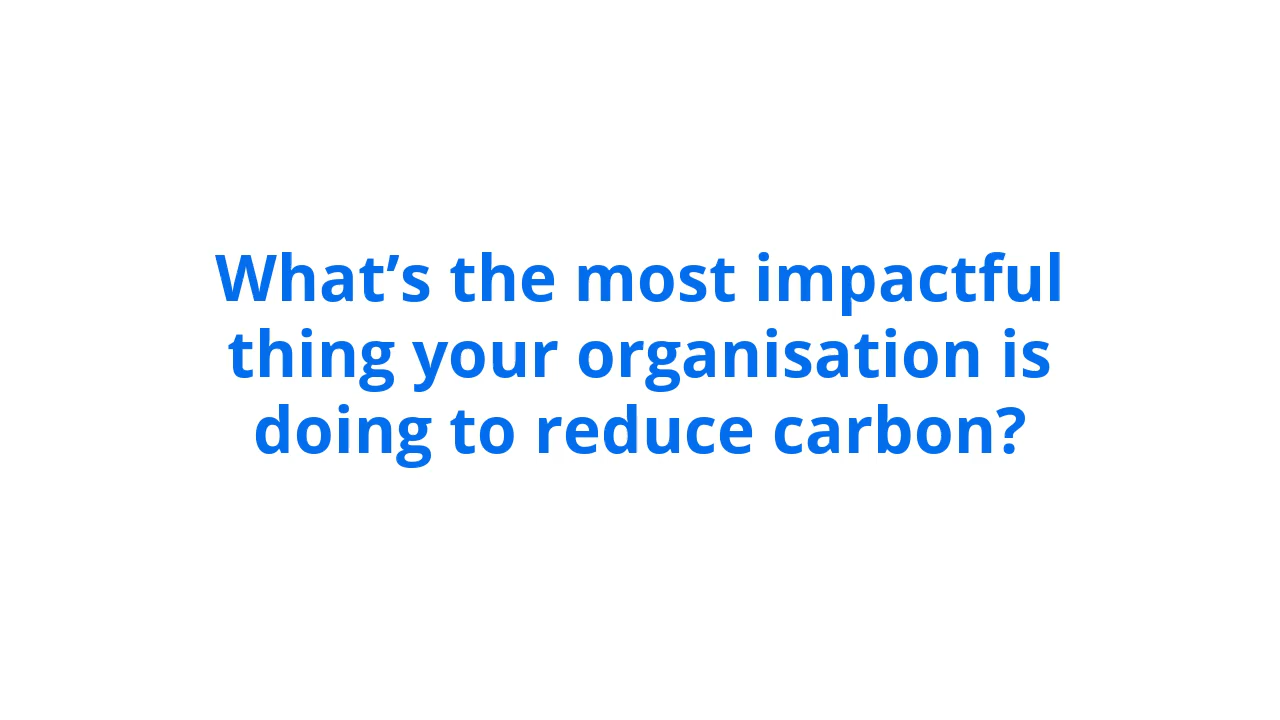 What’s the most impactful
thing your organisation is
doing to reduce carbon?